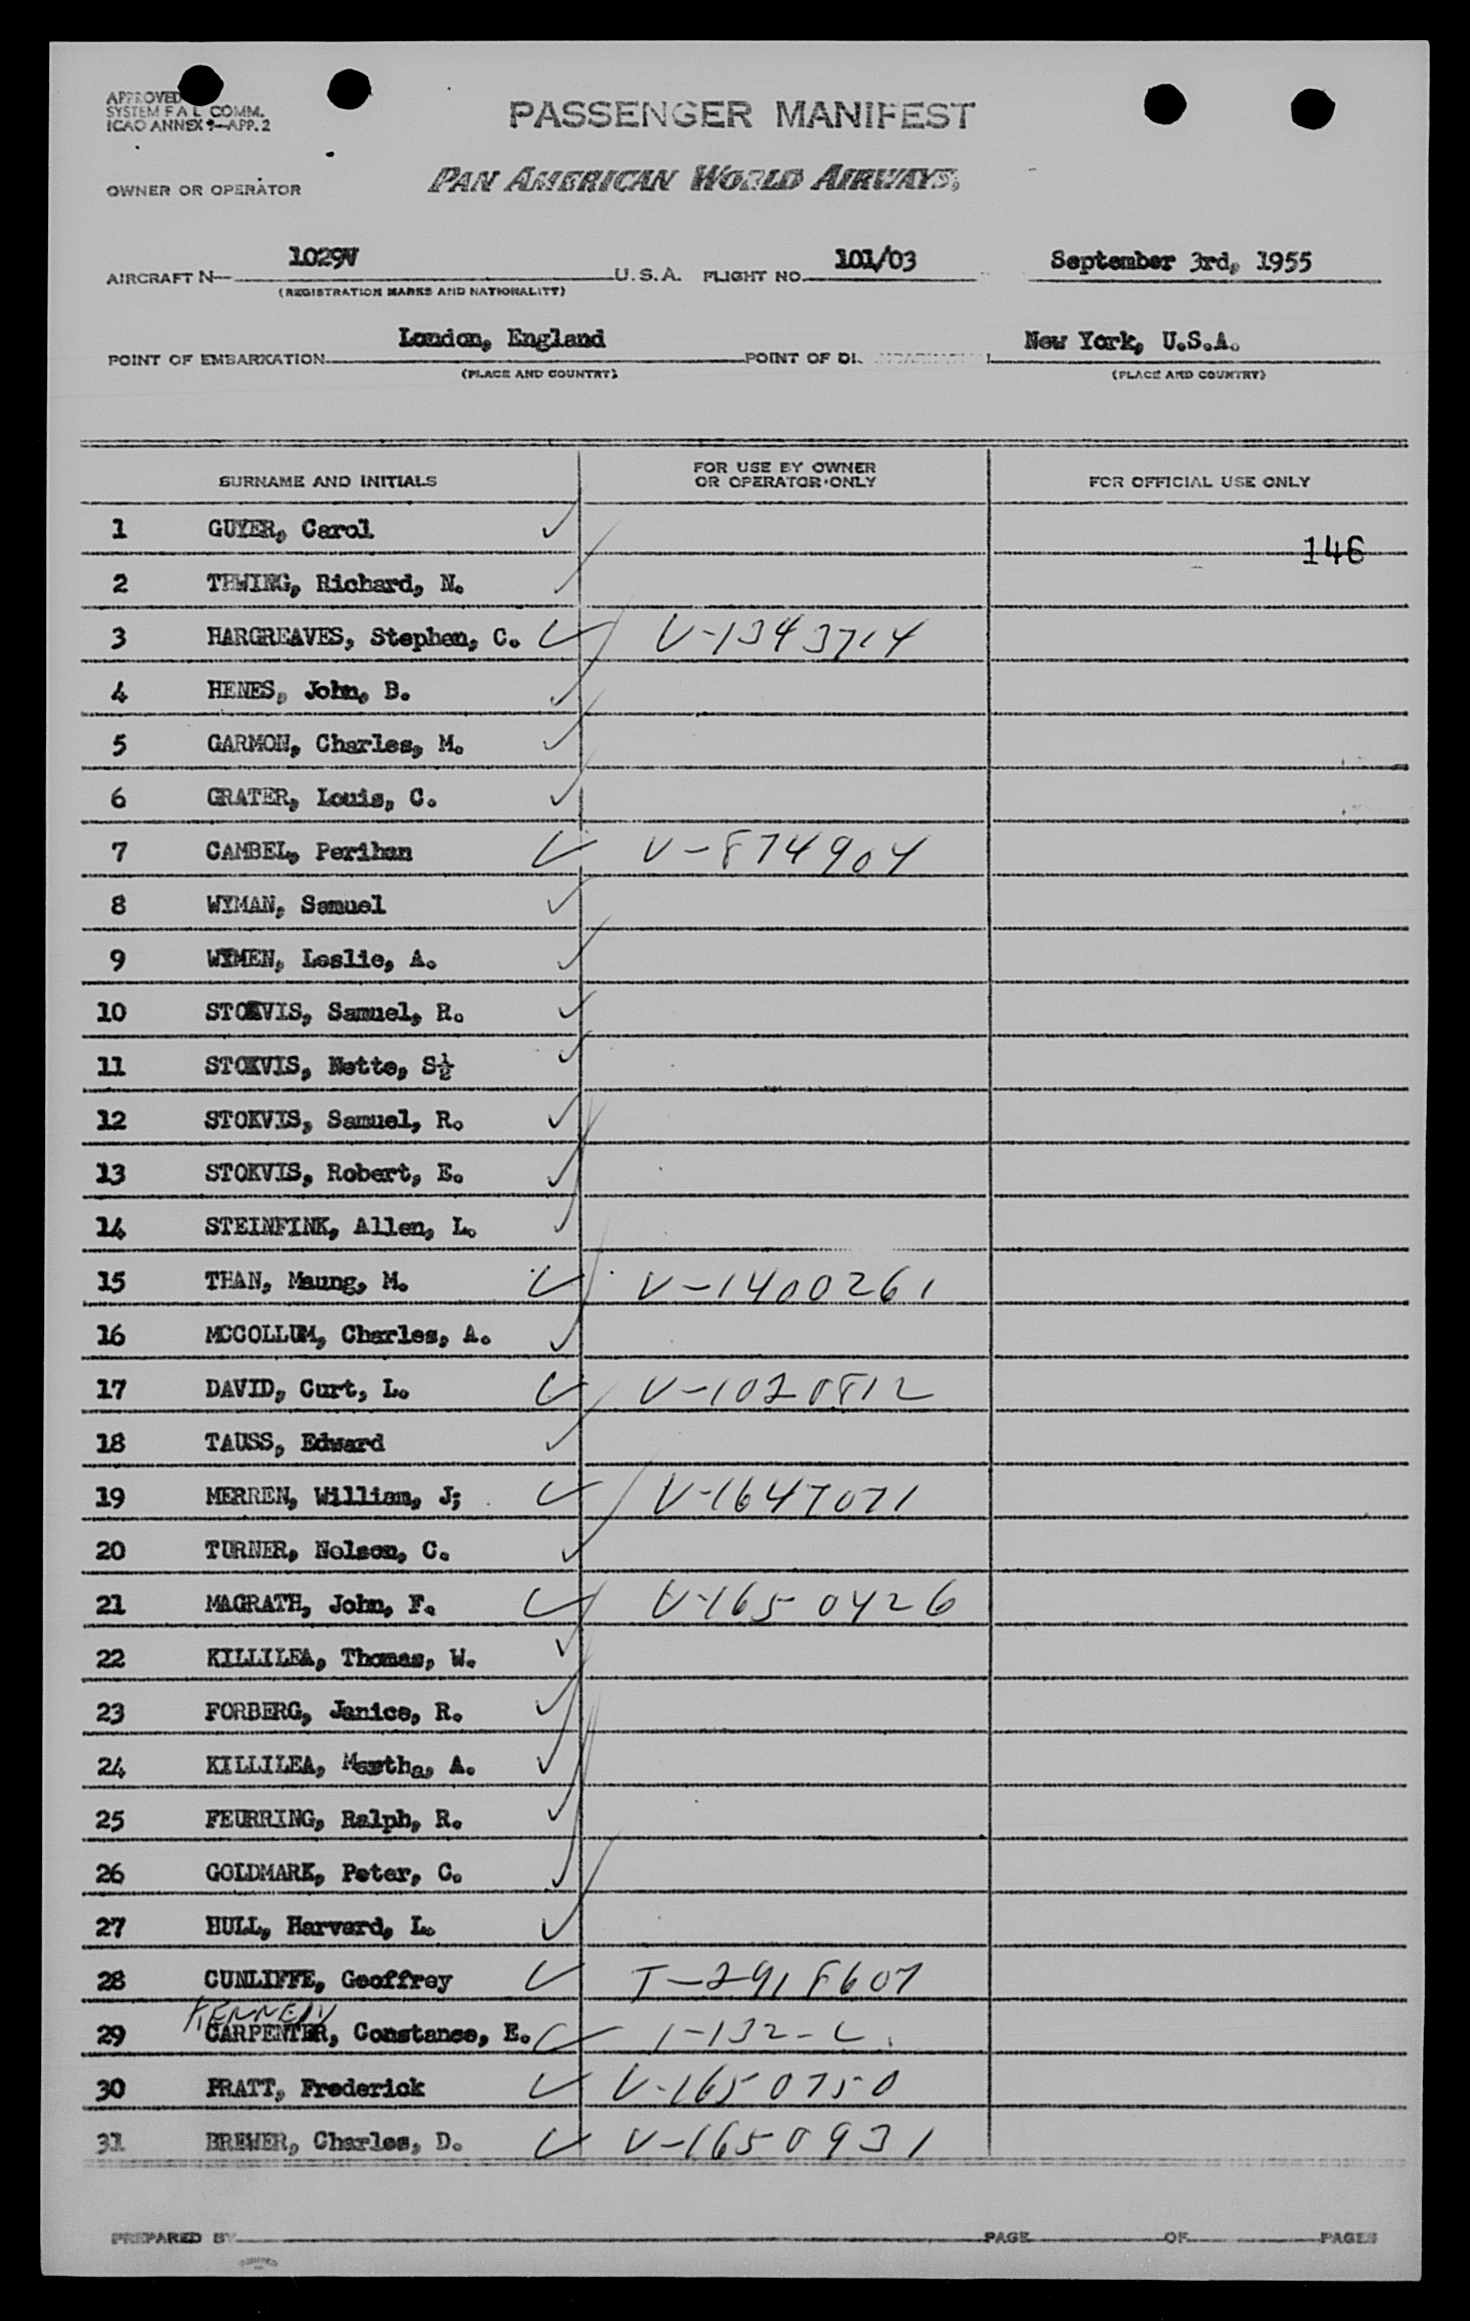 APPROVED
SYSTEM F A L COMM.
ICAO ANNEX 9—APP. 2
PASSENGER MANIFEST
OWNER OR OPERATOR PAN AMERICAN WORLD AIRWAYS,
AIRCRAFT N— 1029V U.S.A. FLIGHT NO. 101/03 September 3rd, 1955
(REGISTRATION MARKS AND NATIONALITY)
POINT OF EMBARKATION London, England POINT OF New York, U.S.A.
(PLACE AND COUNTRY) (PLACE AND COUNTRY)
SURNAME AND INITIALS FOR USE BY OWNER OR OPERATOR ONLY FOR OFFICIAL USE ONLY
1 GUYER, Carol
146
2 Richard, N.
3 HARGREAVES, Stephen, C. V-1343714
4 HENES, John, B.
5 GARMON, Charles, M.
6 GRATER, Louis, C.
7 CAMBEL, Perihan V-874904
8 WYMAN, Samuel
9 WYMEN, Leslie, A.
10 STOKVIS, Samuel, R.
11 STOKVIS, Nette, S½
12 STOKVIS, Samuel, R.
13 STOKVIS, Robert, E.
14 STEINFINK, Allen, L.
15 THAN, Maung, M. V-1400261
16 MCCOLLUM, Charles, A.
17 DAVID, Curt, L. V-1020812
18 TAUSS, Edward
19 MERREN, William, J; V-1647071
20 TURNER, Nelson, C.
21 MAGRATH, John, F. V-1650426
22 KILLILEA, Thomas, W.
23 FORBERG, Janice, R.
24 KILLILEA, Martha, A.
25 FEURRING, Ralph, R.
26 GOLDMARK, Peter, C.
27 HULL, Harvard, L.
28 CUNLIFFE, Geoffrey T-2918607
KENNEDY
29 CARPENTER, Constance, E. 1-132-C
30 PRATT, Frederick V-1650750
31 BREWER, Charles, D. V-1650931
PREPARED BY PAGE OF PAGES